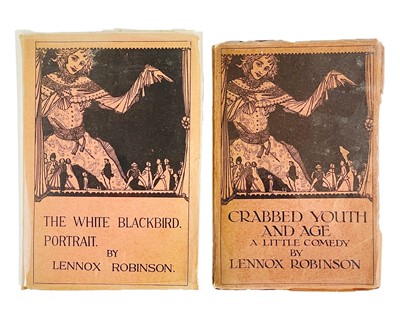 THE WHITE BLACKBIRD.
PORTRAIT.
BY
LENNOX ROBINSON.
CRABBED YOUTH
AND AGE
A LITTLE COMEDY
BY
LENNOX ROBINSON